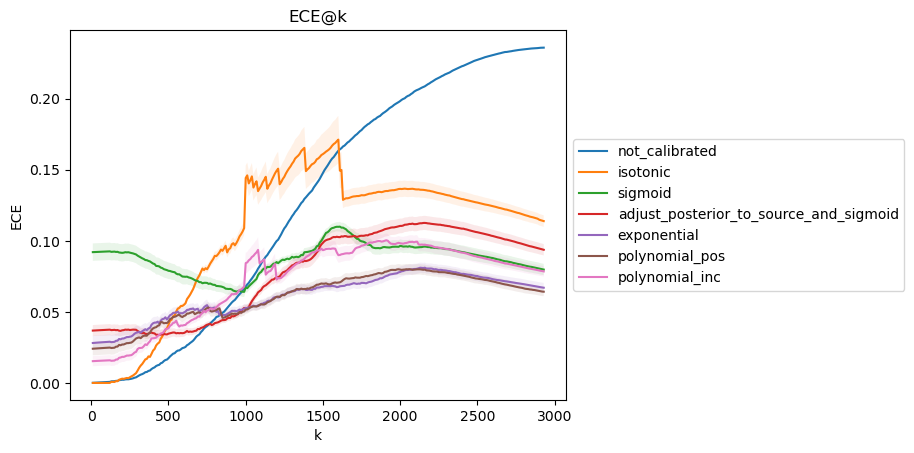 ECE@k
0.20
0.15
0.10
0.05
0.00
ECE
0
500
1000
1500
2000
2500
3000
k
not_calibrated
isotonic
sigmoid
adjust_posterior_to_source_and_sigmoid
exponential
polynomial_pos
polynomial_inc